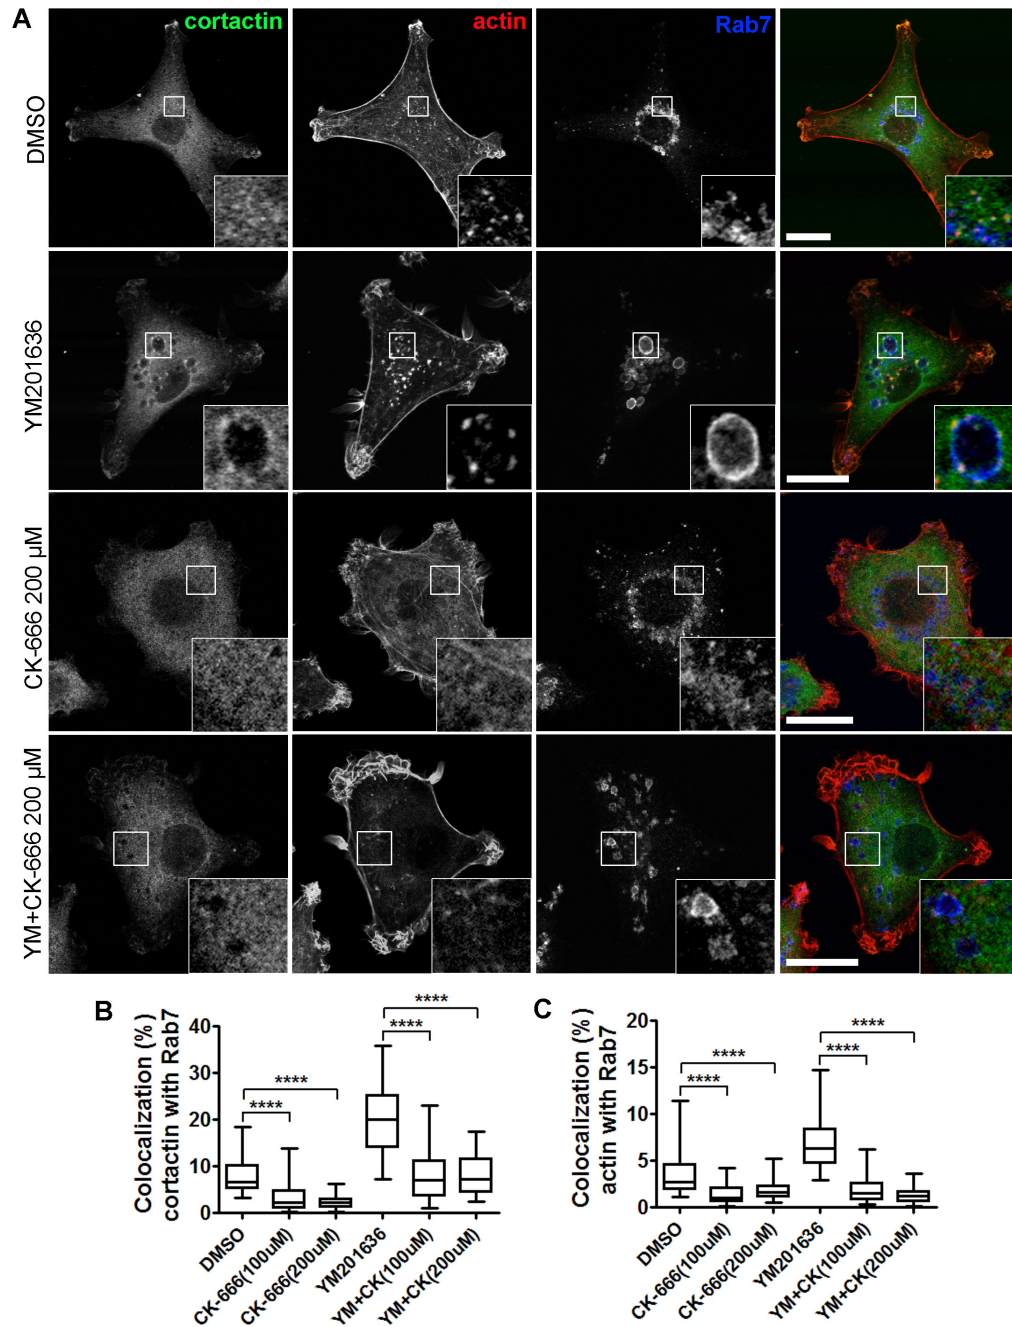 A
cortactin
actin
Rab7
DMSO
YM201636
CK-666 200 µM
YM+CK-666 200 µM
B
Colocalization (%)
cortactin with Rab7
40
30
20
10
0
****
****
****
****
DMSO
CK-666(100uM)
CK-666(200uM)
YM201636
YM+CK(100uM)
YM+CK(200uM)
C
Colocalization (%)
actin with Rab7
20
15
10
5
0
****
****
****
****
DMSO
CK-666(100uM)
CK-666(200uM)
YM201636
YM+CK(100uM)
YM+CK(200uM)